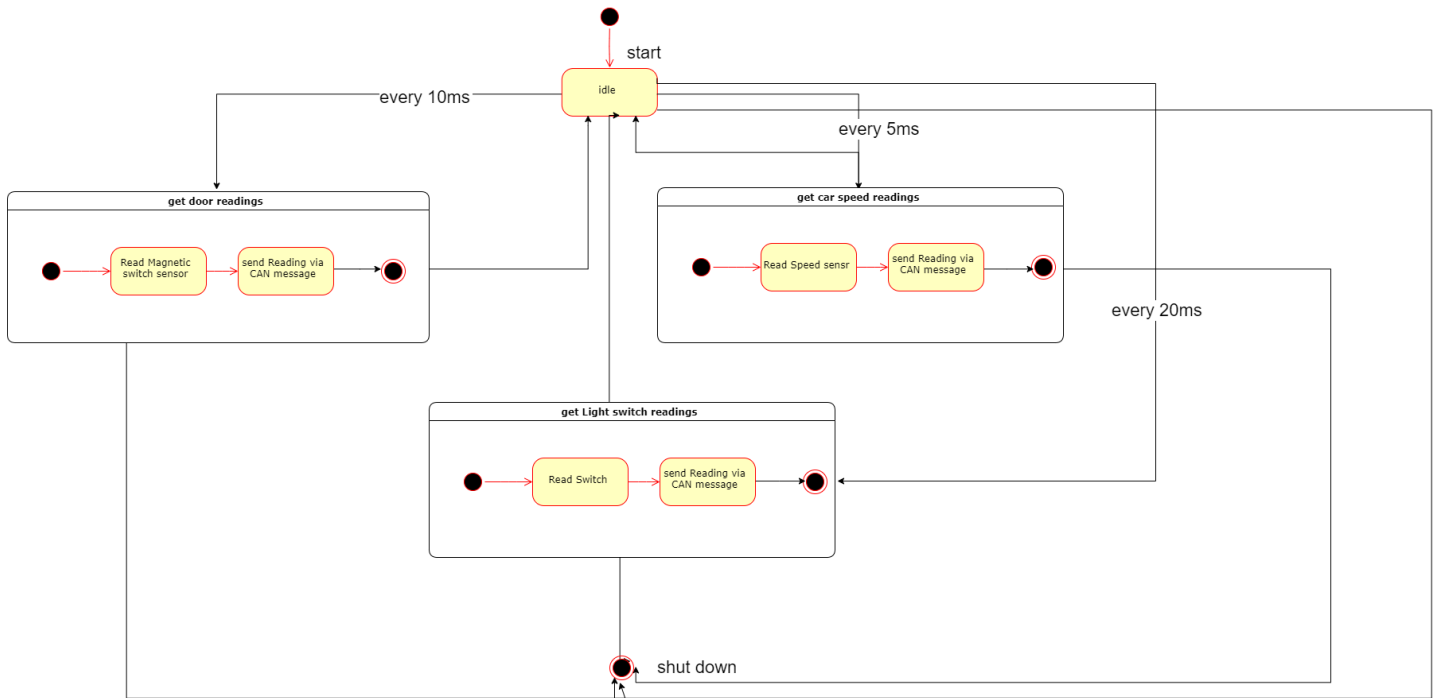 start
idle
every 10ms
every 5ms
get door readings
Read Magnetic
switch sensor
send Reading via
CAN message
get car speed readings
Read Speed sensr
send Reading via
CAN message
every 20ms
get Light switch readings
Read Switch
send Reading via
CAN message
shut down